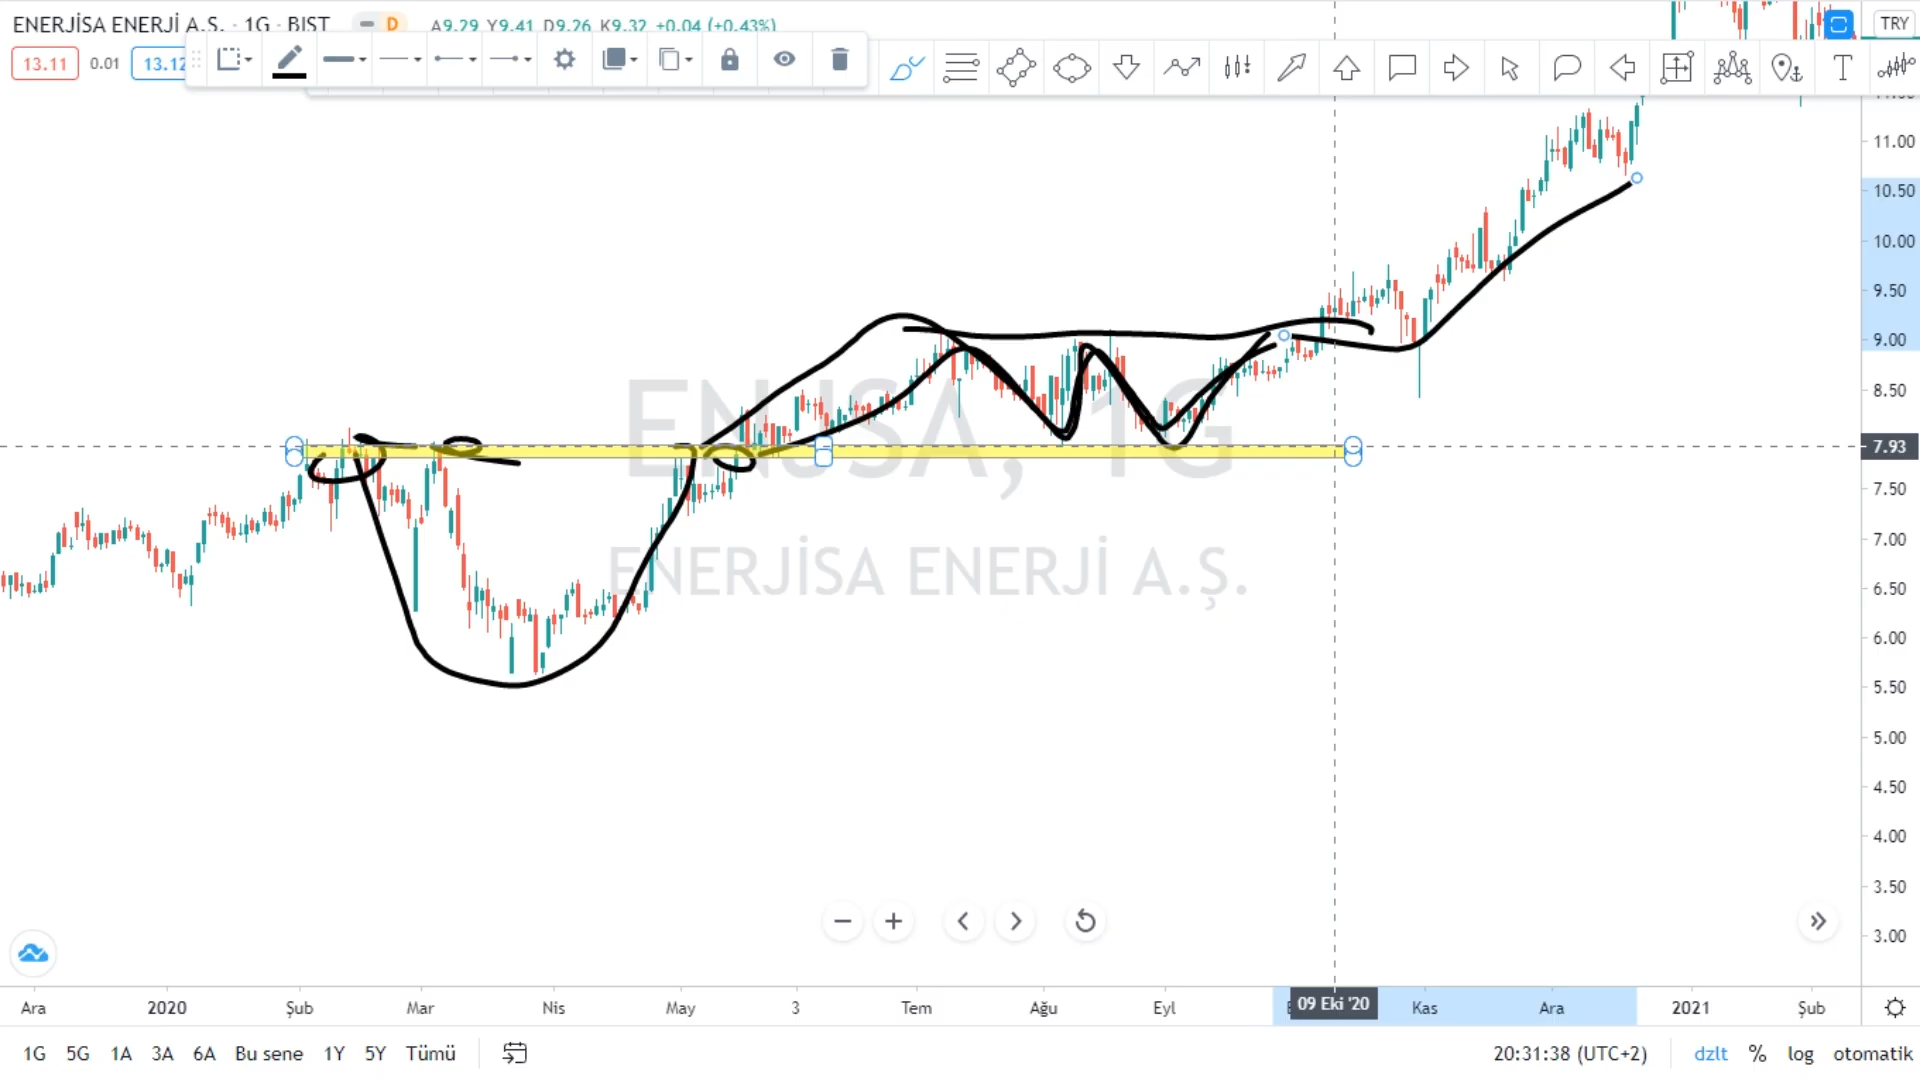 ENERJİSA ENERJİ A.Ş. · 1G · BIST D A9.29 Y9.41 D9.26 K9.32 +0.04 (+0.43%)
TRY
13.11 0.01 13.12
T
11.00
10.50
10.00
9.50
9.00
8.50
7.93
7.50
7.00
6.50
6.00
5.50
5.00
4.50
4.00
3.50
3.00
ENJSA, 1G
ENERJİSA ENERJİ A.Ş.
Ara 2020 Şub Mar Nis May 3 Tem Ağu Eyl 09 Eki '20 Kas Ara 2021 Şub
1G 5G 1A 3A 6A Bu sene 1Y 5Y Tümü 20:31:38 (UTC+2) dzlt % log otomatik